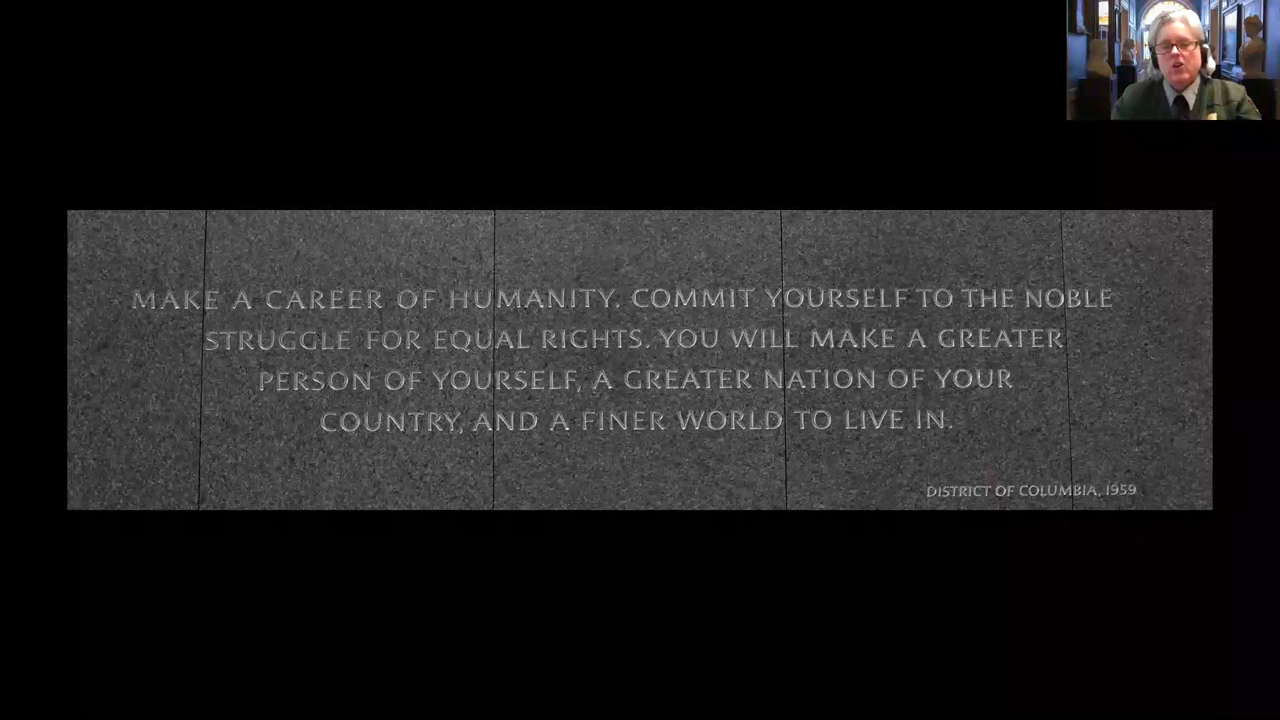 MAKE A CAREER OF HUMANITY. COMMIT YOURSELF TO THE NOBLE
STRUGGLE FOR EQUAL RIGHTS. YOU WILL MAKE A GREATER
PERSON OF YOURSELF, A GREATER NATION OF YOUR
COUNTRY, AND A FINER WORLD TO LIVE IN.
DISTRICT OF COLUMBIA, 1959